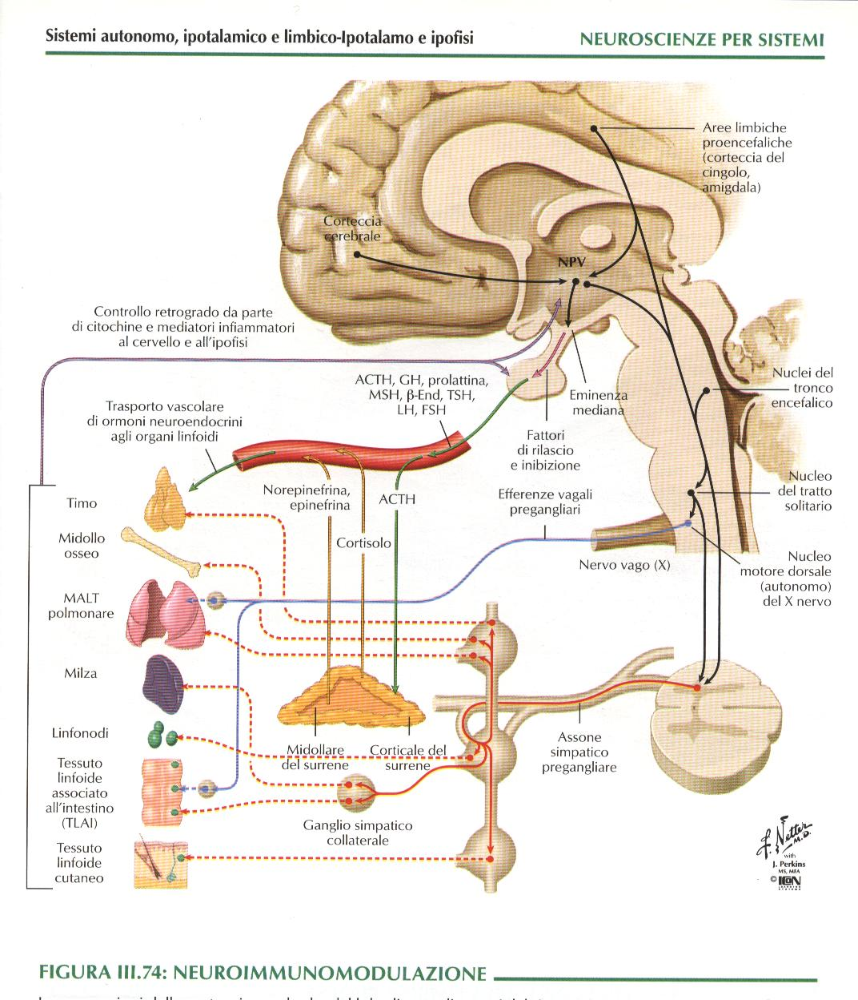 Sistemi autonomo, ipotalamico e limbico-Ipotalamo e ipofisi
NEUROSCIENZE PER SISTEMI
Aree limbiche
proencefaliche
(corteccia del
cingolo,
amigdala)
Corteccia
cerebrale
NPV
Controllo retrogrado da parte
di citochine e mediatori infiammatori
al cervello e all'ipofisi
ACTH, GH, prolattina,
MSH, β-End, TSH,
LH, FSH
Eminenza
mediana
Nuclei del
tronco
encefalico
Trasporto vascolare
di ormoni neuroendocrini
agli organi linfoidi
Fattori
di rilascio
e inibizione
Nucleo
del tratto
solitario
Norepinefrina,
epinefrina
ACTH
Efferenze vagali
pregangliari
Timo
Midollo
osseo
Cortisolo
Nervo vago (X)
Nucleo
motore dorsale
(autonomo)
del X nervo
MALT
polmonare
Milza
Linfonodi
Midollare
del surrene
Corticale del
surrene
Assone
simpatico
pregangliare
Tessuto
linfoide
associato
all'intestino
(TLAI)
Ganglio simpatico
collaterale
Tessuto
linfoide
cutaneo
F. Netter
M.D.
with
J. Perkins
MS, MFA
© ICON
LEARNING
SYSTEMS
FIGURA III.74: NEUROIMMUNOMODULAZIONE